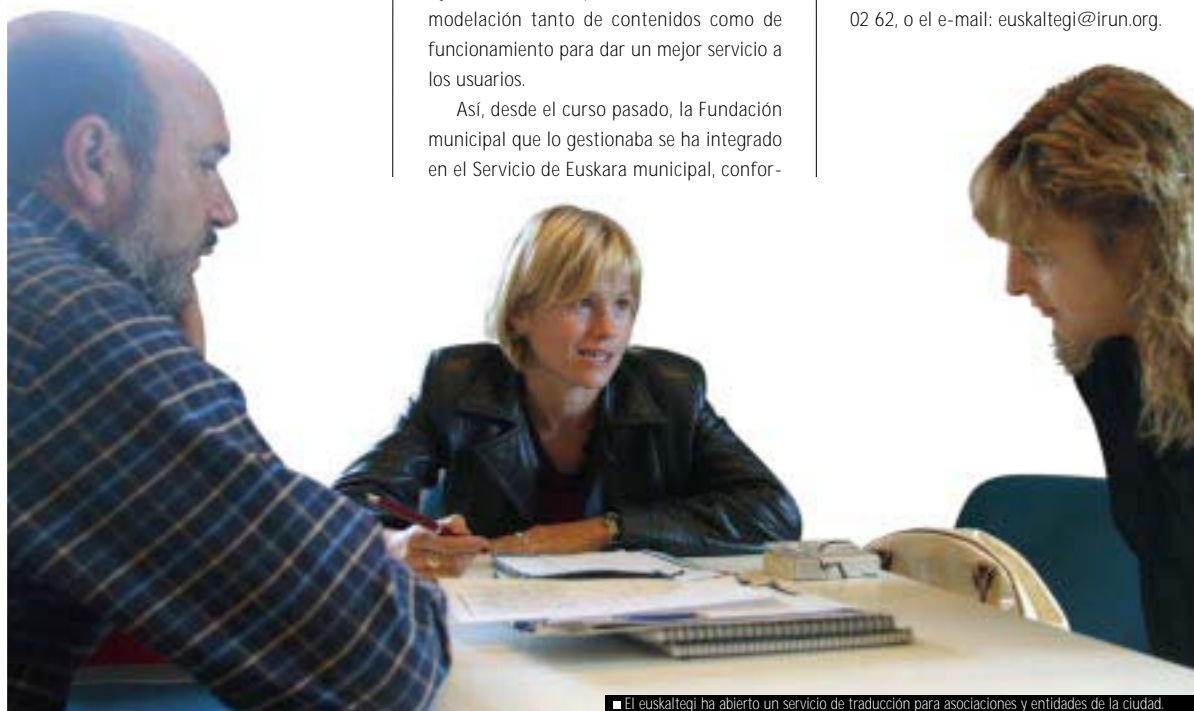 modelación tanto de contenidos como de
funcionamiento para dar un mejor servicio a
los usuarios.
Así, desde el curso pasado, la Fundación
municipal que lo gestionaba se ha integrado
en el Servicio de Euskara municipal, confor-
02 62, o el e-mail: euskaltegi@irun.org.
■ El euskaltegi ha abierto un servicio de traducción para asociaciones y entidades de la ciudad.